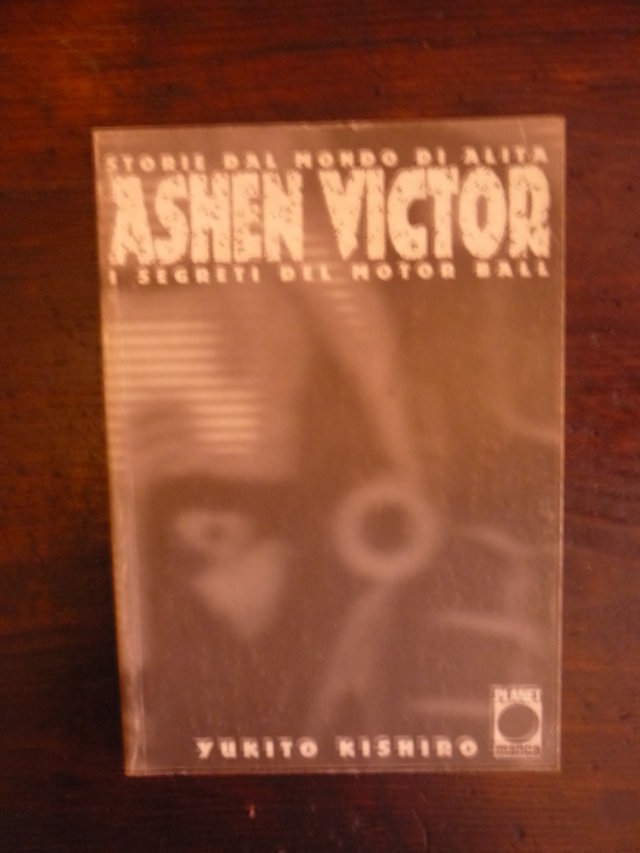 STORIE DAL MONDO DI ALITA
ASHEN VICTOR
I SEGRETI DEL MOTOR BALL
YUKITO KISHIRO
PLANET
manga